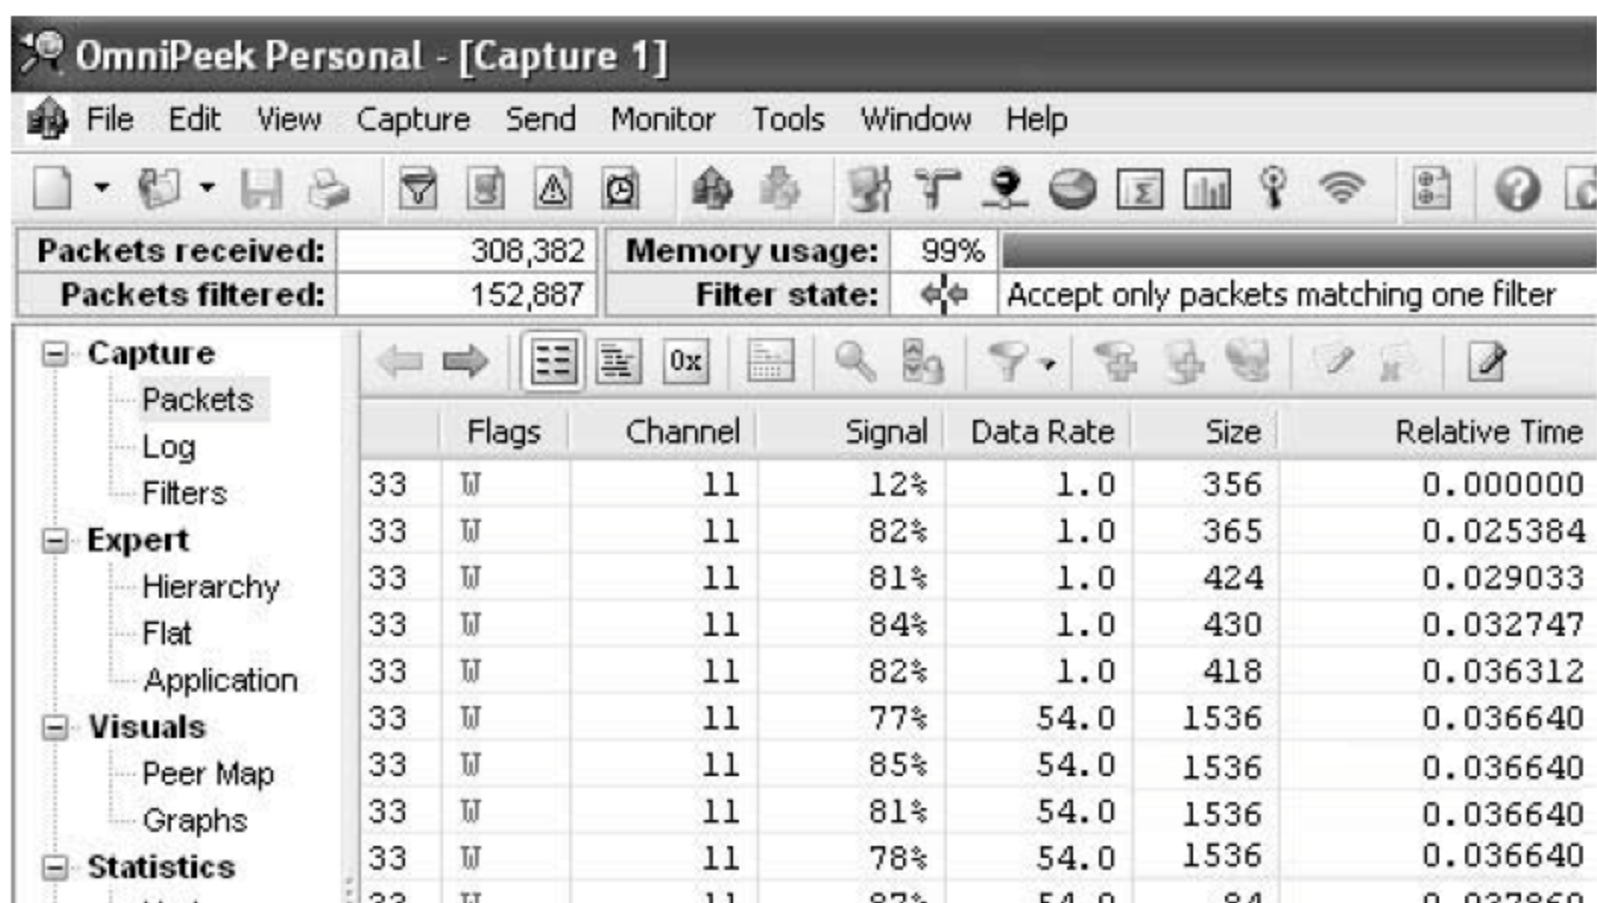 OmniPeek Personal - [Capture 1]
File Edit View Capture Send Monitor Tools Window Help
Packets received: 308,382 Memory usage: 99%
Packets filtered: 152,887 Filter state: Accept only packets matching one filter
Capture
Packets
Log
Filters
Expert
Hierarchy
Flat
Application
Visuals
Peer Map
Graphs
Statistics
0x
Flags Channel Signal Data Rate Size Relative Time
33 W 11 12% 1.0 356 0.000000
33 W 11 82% 1.0 365 0.025384
33 W 11 81% 1.0 424 0.029033
33 W 11 84% 1.0 430 0.032747
33 W 11 82% 1.0 418 0.036312
33 W 11 77% 54.0 1536 0.036640
33 W 11 85% 54.0 1536 0.036640
33 W 11 81% 54.0 1536 0.036640
33 W 11 78% 54.0 1536 0.036640